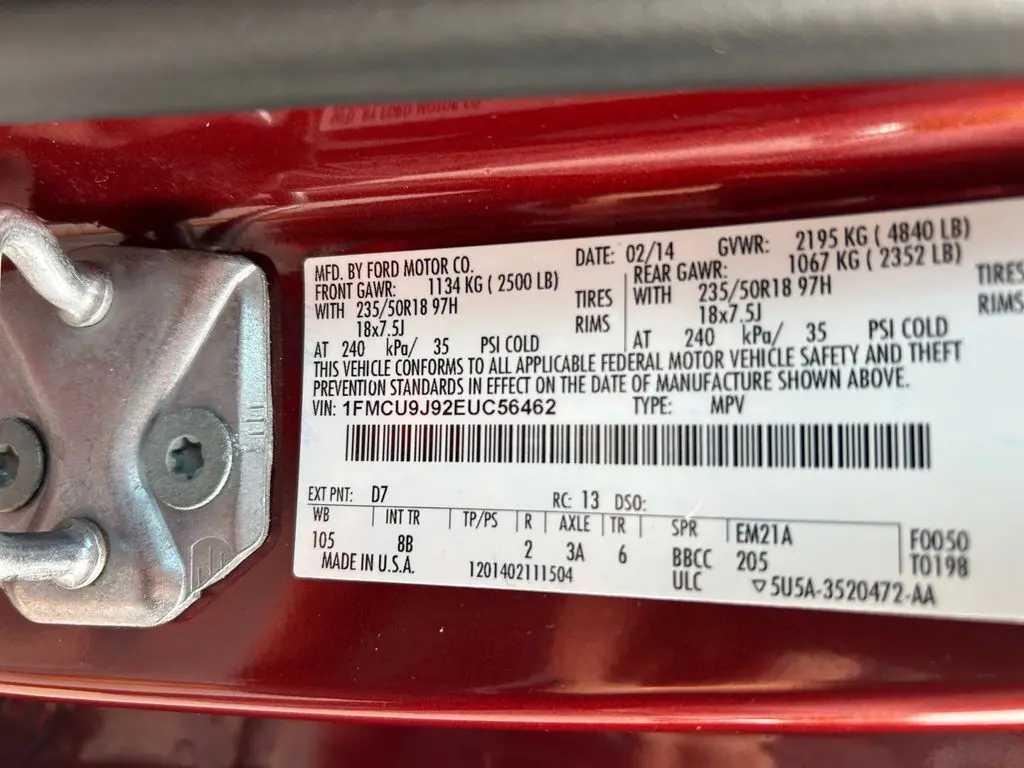 MFD. BY FORD MOTOR CO.
MFD. BY FORD MOTOR CO. DATE: 02/14 GVWR: 2195 KG ( 4840 LB)
FRONT GAWR: 1134 KG ( 2500 LB) REAR GAWR: 1067 KG ( 2352 LB)
WITH 235/50R18 97H TIRES WITH 235/50R18 97H TIRES
18x7.5J RIMS 18x7.5J RIMS
AT 240 kPa/ 35 PSI COLD AT 240 kPa/ 35 PSI COLD
THIS VEHICLE CONFORMS TO ALL APPLICABLE FEDERAL MOTOR VEHICLE SAFETY AND THEFT
PREVENTION STANDARDS IN EFFECT ON THE DATE OF MANUFACTURE SHOWN ABOVE.
VIN: 1FMCU9J92EUC56462 TYPE: MPV
EXT PNT: D7 RC: 13 DSO:
WB INT TR TP/PS R AXLE TR SPR EM21A F0050
105 8B 2 3A 6 BBCC 205 T0198
MADE IN U.S.A. 1201402111504 ULC ▽5U5A-3520472-AA